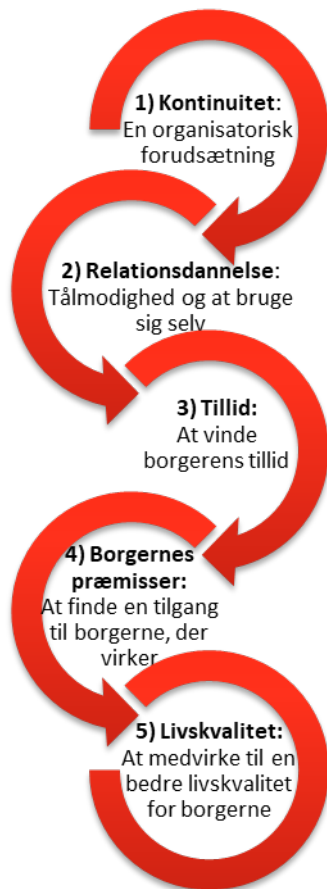 1) Kontinuitet:
En organisatorisk
forudsætning
2) Relationsdannelse:
Tålmodighed og at bruge
sig selv
3) Tillid:
At vinde
borgerens tillid
4) Borgernes
præmisser:
At finde en tilgang
til borgerne, der
virker
5) Livskvalitet:
At medvirke til en
bedre livskvalitet
for borgerne